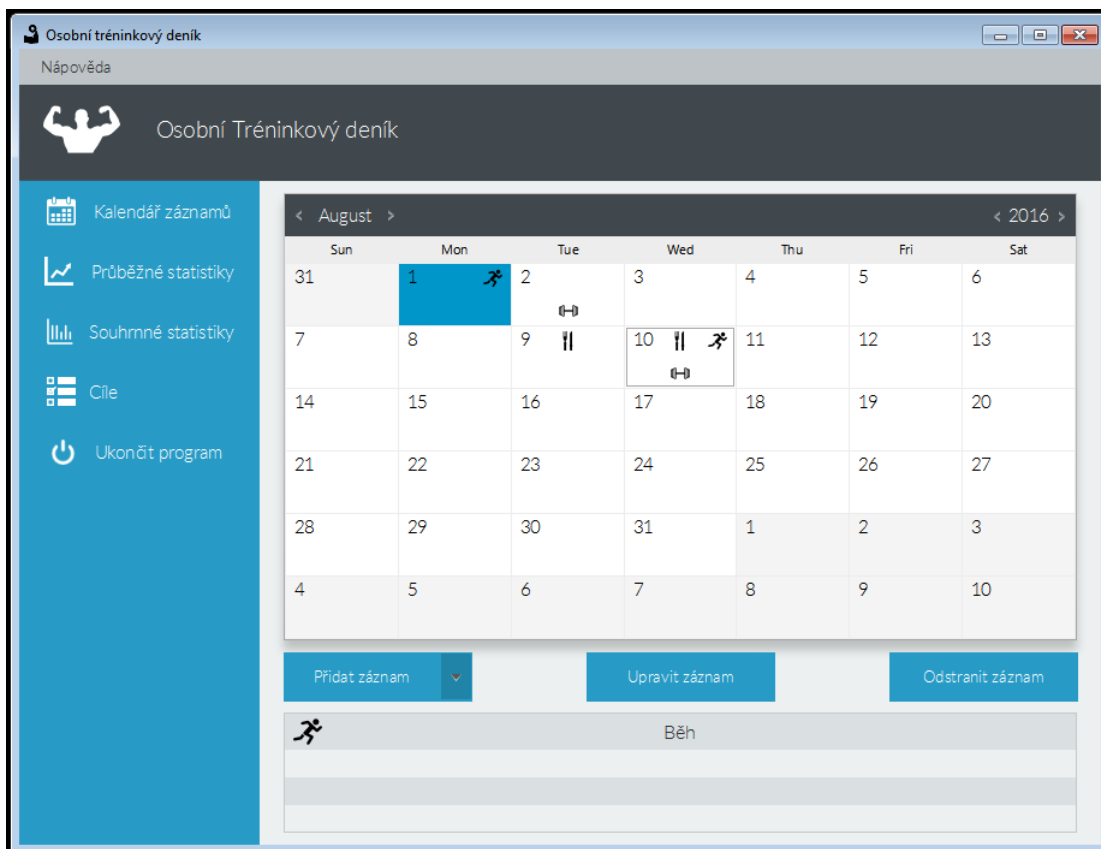 Osobní tréninkový deník
Nápověda
Osobní Tréninkový deník
Kalendář záznamů
Průběžné statistiky
Souhrnné statistiky
Cíle
Ukončit program
< August > < 2016 >
Sun Mon Tue Wed Thu Fri Sat
31 1 2 3 4 5 6
7 8 9 10 11 12 13
14 15 16 17 18 19 20
21 22 23 24 25 26 27
28 29 30 31 1 2 3
4 5 6 7 8 9 10
Přidat záznam Upravit záznam Odstranit záznam
Běh